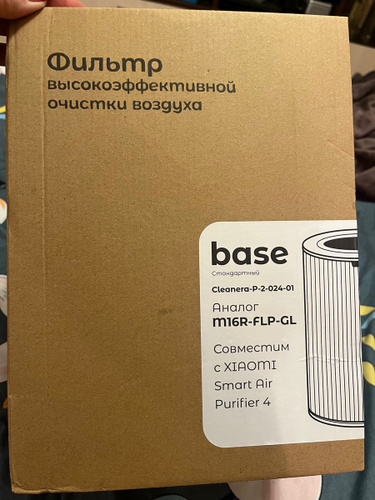 Фильтр
высокоэффективной
очистки воздуха
base
Стандартный
Cleanera-P-2-024-01
Аналог
M16R-FLP-GL
Совместим
с XIAOMI
Smart Air
Purifier 4